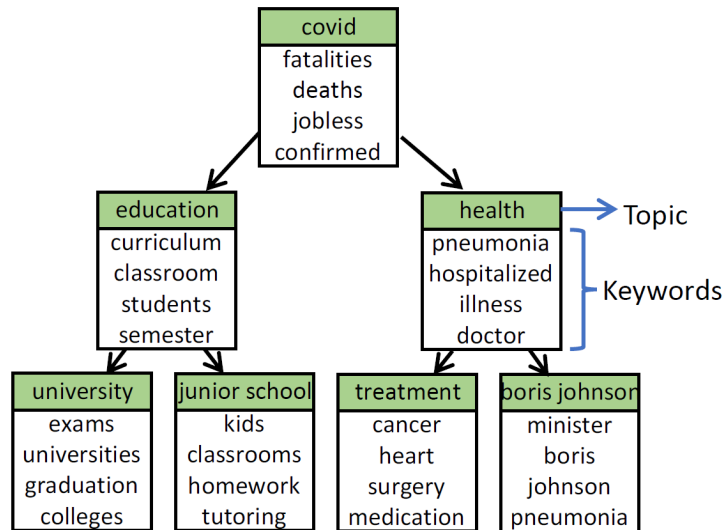 covid
fatalities
deaths
jobless
confirmed
education
curriculum
classroom
students
semester
health
pneumonia
hospitalized
illness
doctor
Topic
Keywords
university
exams
universities
graduation
colleges
junior school
kids
classrooms
homework
tutoring
treatment
cancer
heart
surgery
medication
boris johnson
minister
boris
johnson
pneumonia